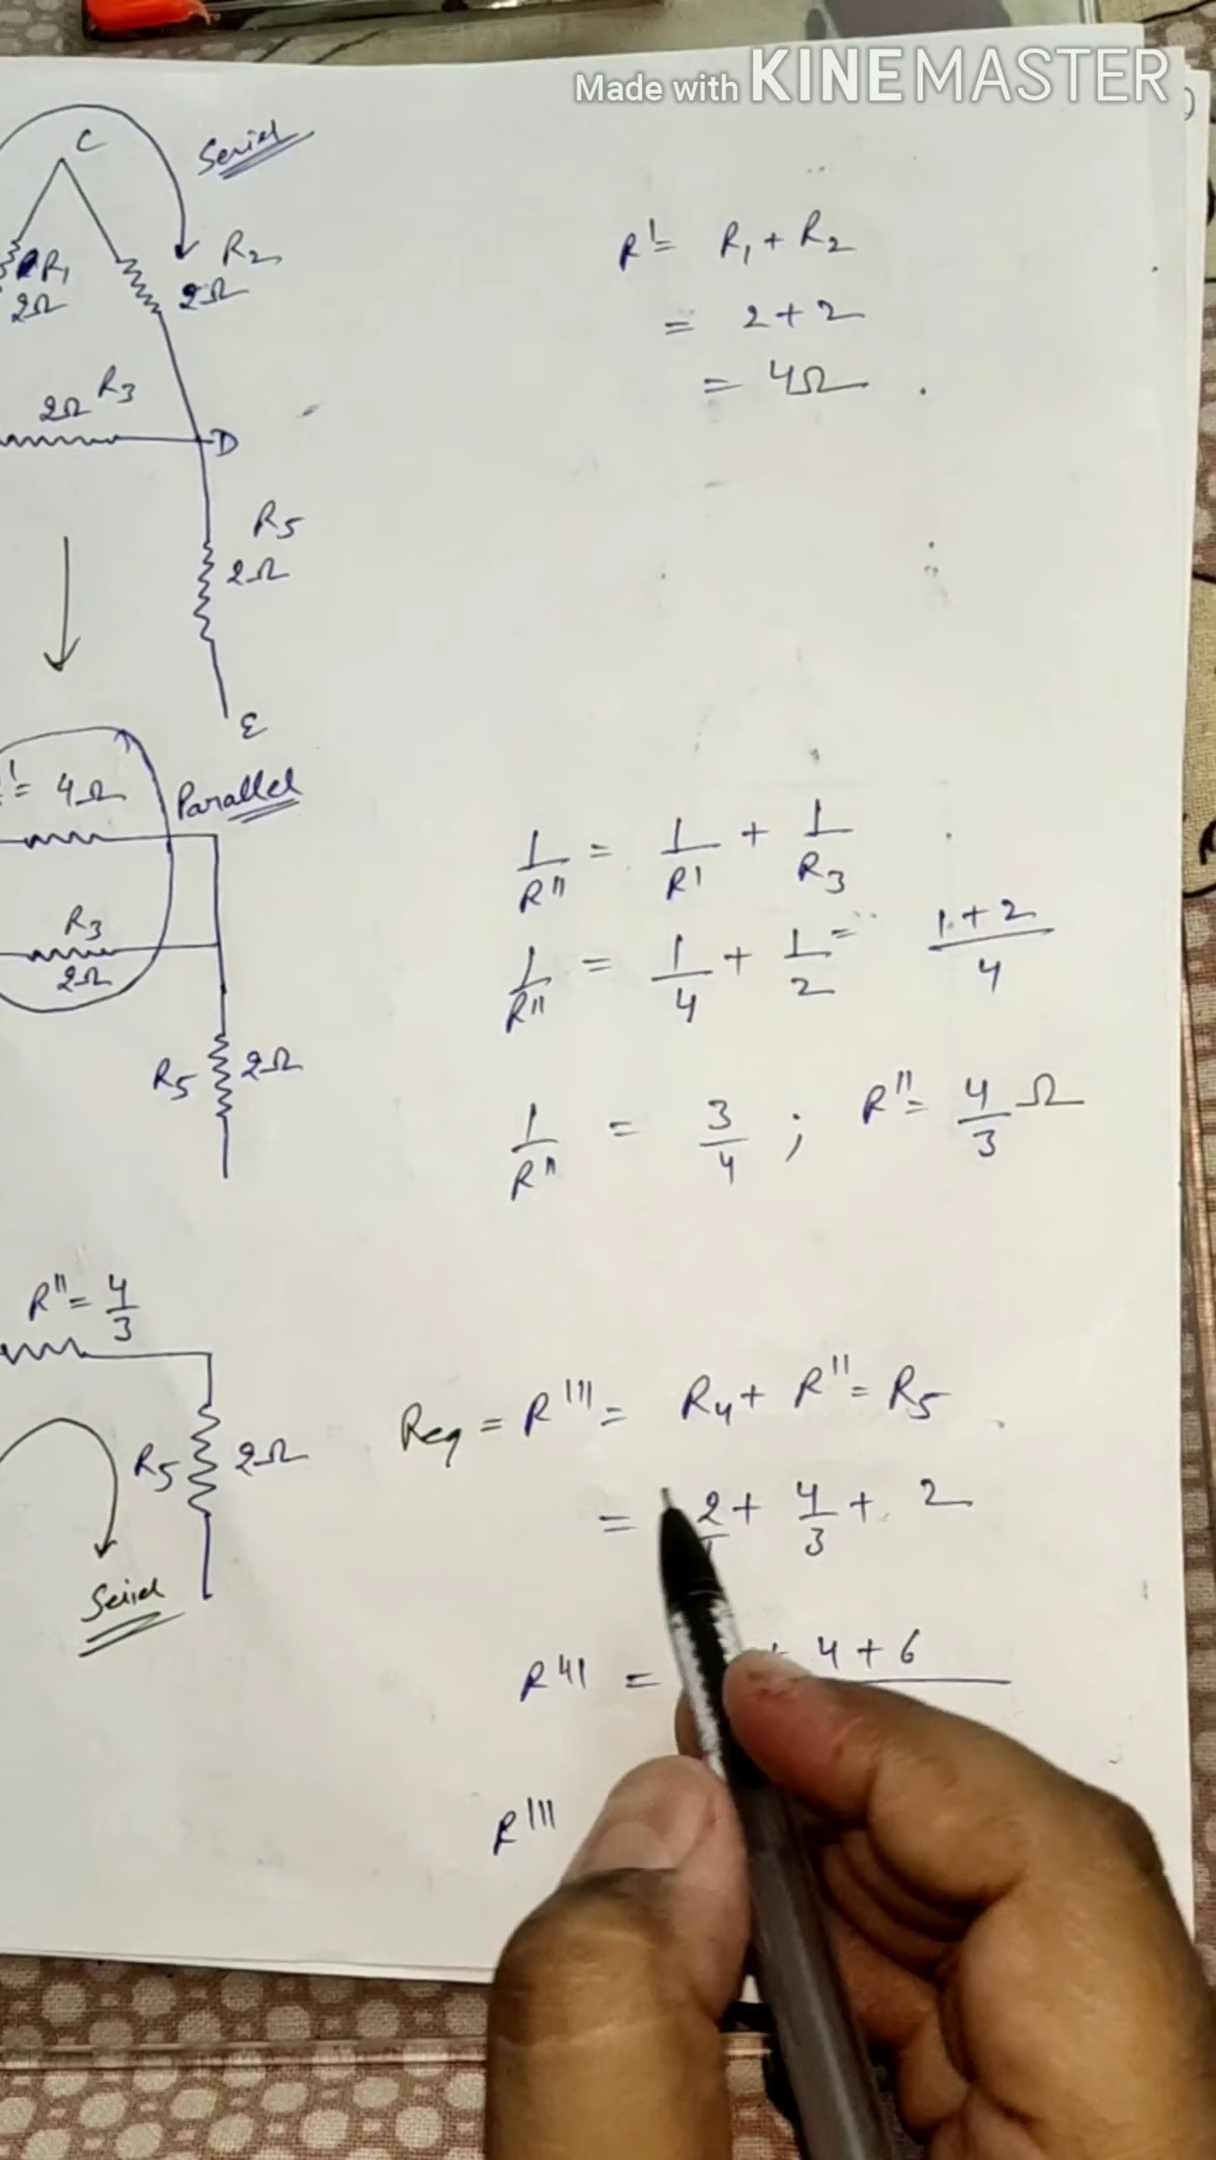 Made with KINEMASTER
C
Series
R1
2Ω
R2
2Ω
R' = R1 + R2
= 2 + 2
= 4Ω
2Ω R3
D
R5
2Ω
E
Parallel
' = 4Ω
R3
2Ω
R5 2Ω
1/R" = 1/R' + 1/R3
1/R" = 1/4 + 1/2 = 1+2/4
1/R" = 3/4 ; R" = 4/3 Ω
R" = 4/3
R5 2Ω
Series
Req = R''' = R4 + R" = R5
= 2 + 4/3 + 2
= + 4 + 6
R'''